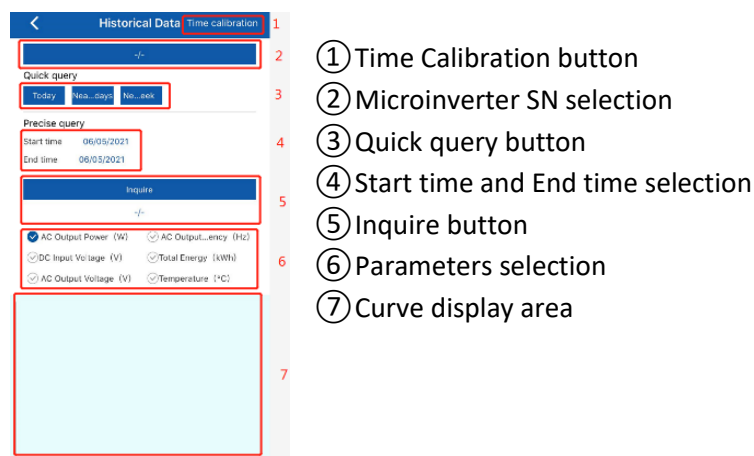 Historical Data Time calibration 1
-/- 2
Quick query
Today Nea...days Ne...eek 3
Precise query
Start time 06/05/2021 4
End time 06/05/2021
Inquire
-/- 5
AC Output Power (W) AC Output...ency (Hz)
DC Input Voltage (V) Total Energy (kWh) 6
AC Output Voltage (V) Temperature (°C)
7
①Time Calibration button
②Microinverter SN selection
③Quick query button
④Start time and End time selection
⑤Inquire button
⑥Parameters selection
⑦Curve display area